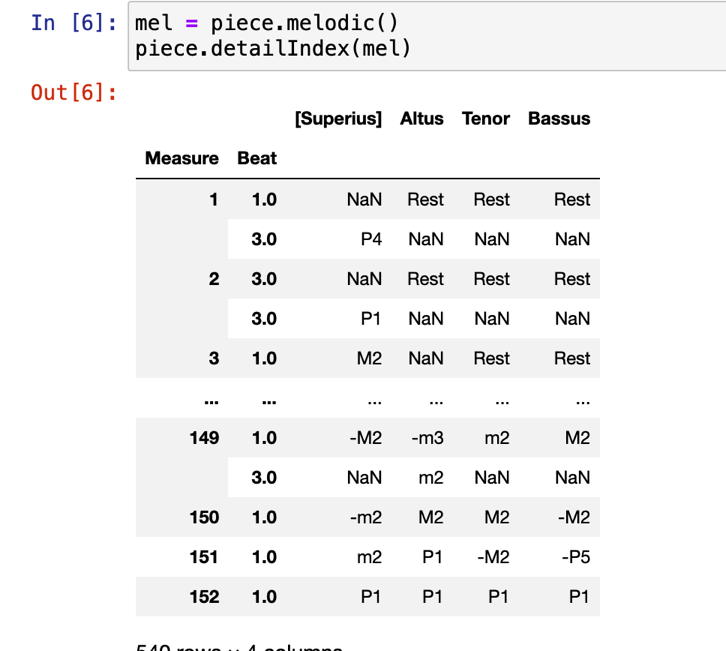 In [6]: mel = piece.melodic()
piece.detailIndex(mel)
Out[6]:
[Superius] Altus Tenor Bassus
Measure Beat
1 1.0 NaN Rest Rest Rest
3.0 P4 NaN NaN NaN
2 3.0 NaN Rest Rest Rest
3.0 P1 NaN NaN NaN
3 1.0 M2 NaN Rest Rest
... ... ... ... ... ...
149 1.0 -M2 -m3 m2 M2
3.0 NaN m2 NaN NaN
150 1.0 -m2 M2 M2 -M2
151 1.0 m2 P1 -M2 -P5
152 1.0 P1 P1 P1 P1
rows × 4 columns